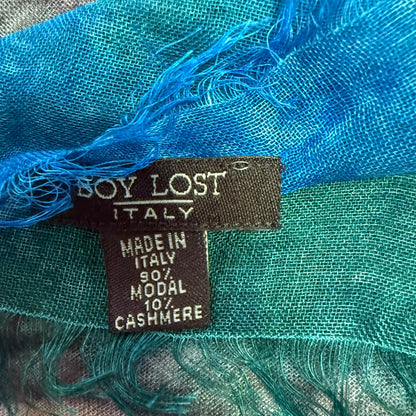 BOY LOST
ITALY
MADE IN
ITALY
90%
MODAL
10%
CASHMERE